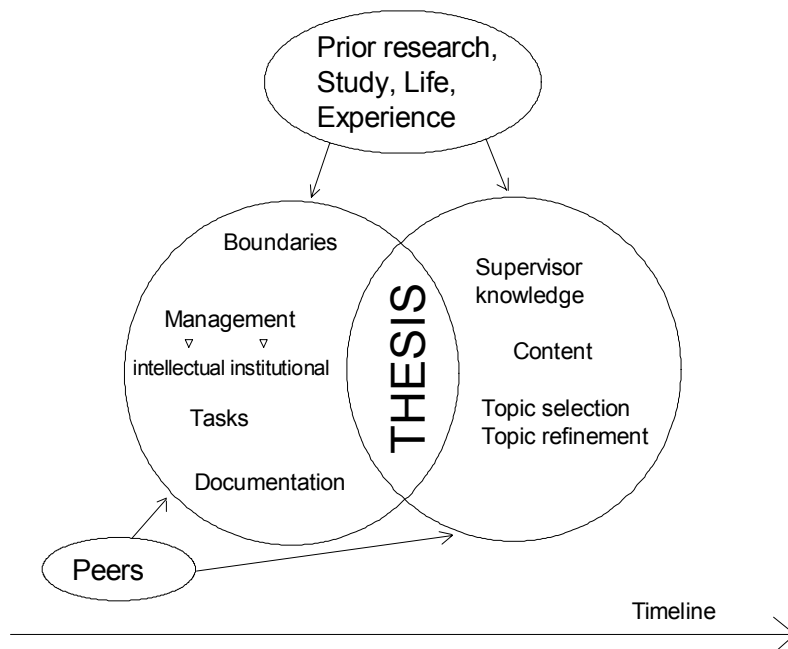 Prior research,
Study, Life,
Experience
Boundaries
Management
intellectual institutional
Tasks
Documentation
THESIS
Supervisor
knowledge
Content
Topic selection
Topic refinement
Peers
Timeline